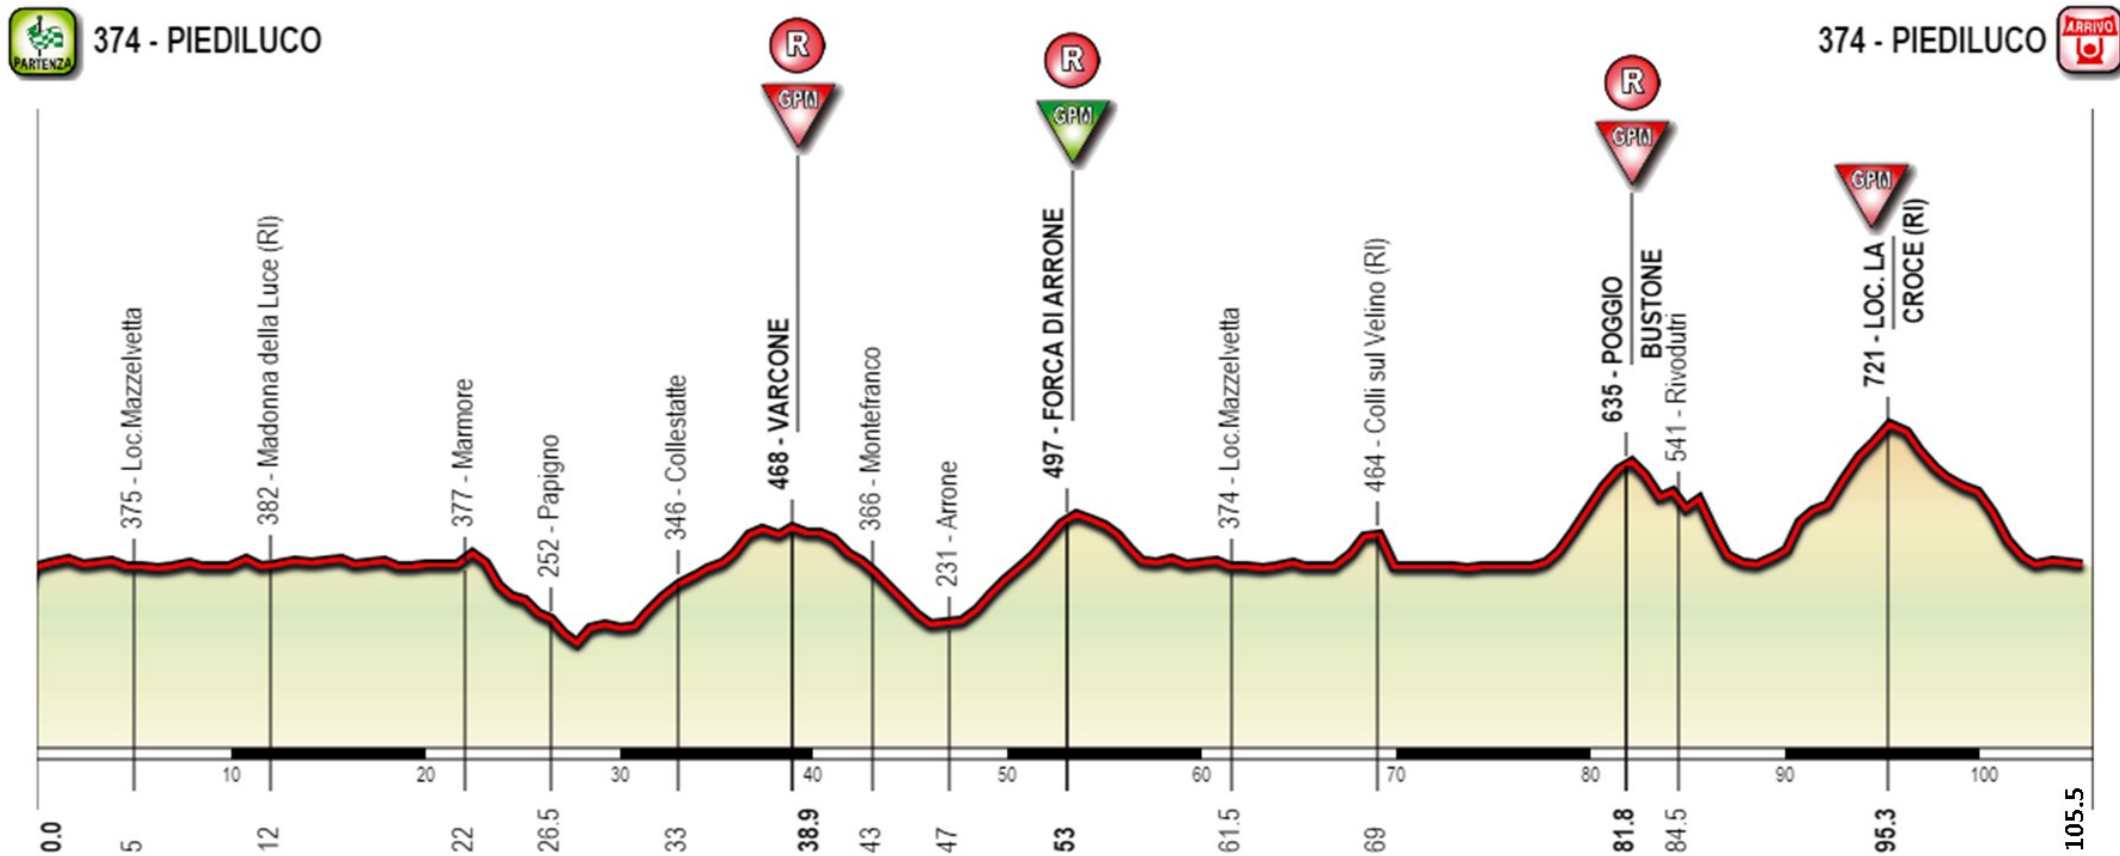 PARTENZA
374 - PIEDILUCO
374 - PIEDILUCO
ARRIVO
R
GPM
R
GPM
R
GPM
GPM
375 - Loc.Mazzelvetta
382 - Madonna della Luce (RI)
377 - Marmore
252 - Papigno
346 - Collestatte
468 - VARCONE
366 - Montefranco
231 - Arrone
497 - FORCA DI ARRONE
374 - Loc.Mazzelvetta
464 - Colli sul Velino (RI)
635 - POGGIO
BUSTONE
541 - Rivodutri
721 - LOC. LA
CROCE (RI)
10
20
30
40
50
60
70
80
90
100
0.0
5
12
22
26.5
33
38.9
43
47
53
61.5
69
81.8
84.5
95.3
105.5